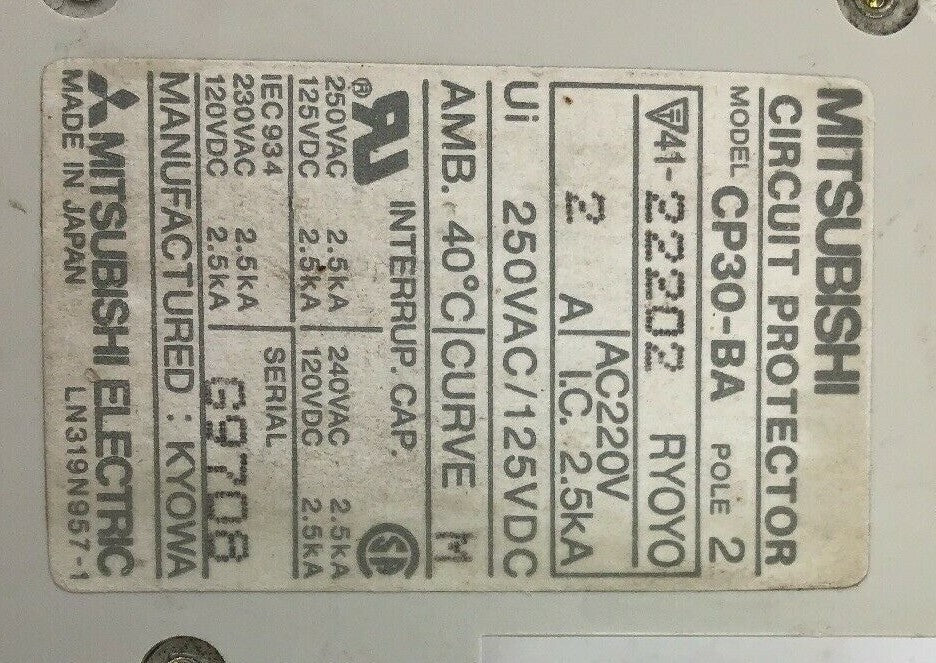 MITSUBISHI
CIRCUIT PROTECTOR
MODEL CP30-BA POLE 2
41-22202 RYOYO
2 A AC220V I.C. 2.5kA
Ui 250VAC/125VDC
AMB. 40°C CURVE M
UL ® INTERRUP. CAP. SP
250VAC 2.5kA 240VAC 2.5kA
125VDC 2.5kA 120VDC 2.5kA
IEC934 SERIAL
230VAC 2.5kA
120VDC 2.5kA G9708
MANUFACTURED : KYOWA
MITSUBISHI ELECTRIC
MADE IN JAPAN LN319N957-1